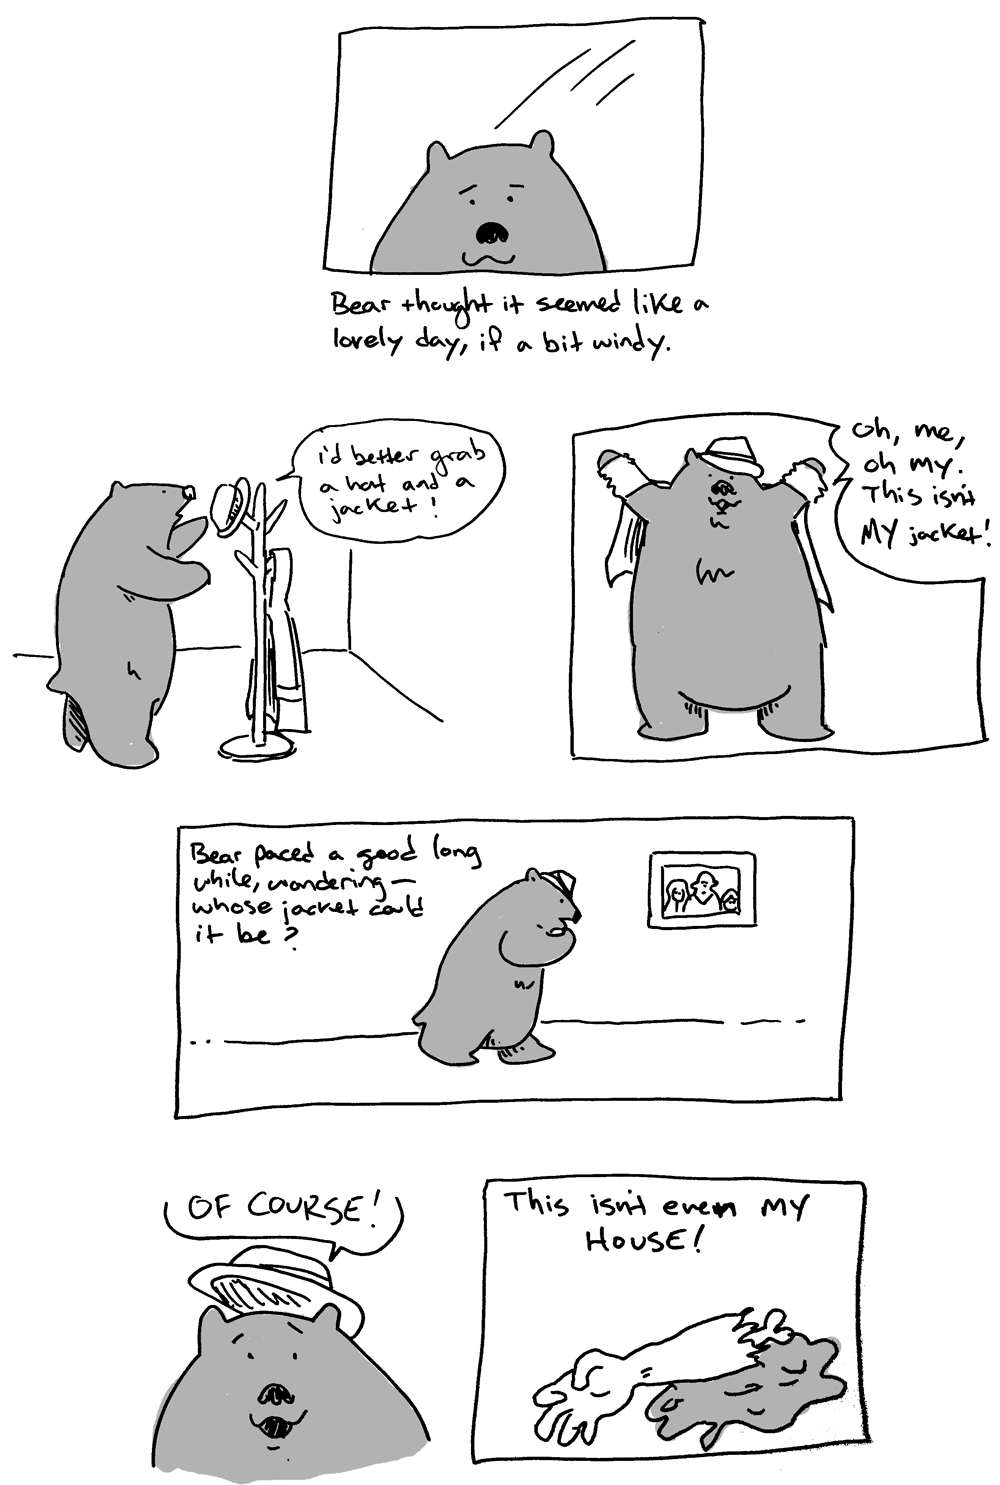 Bear thought it seemed like a
lovely day, if a bit windy.
i'd better grab
a hat and a
jacket!
Oh, me,
oh my.
This isn't
MY jacket!
Bear paced a good long
while, wondering—
whose jacket could
it be?
OF COURSE!
This isn't even MY
HOUSE!